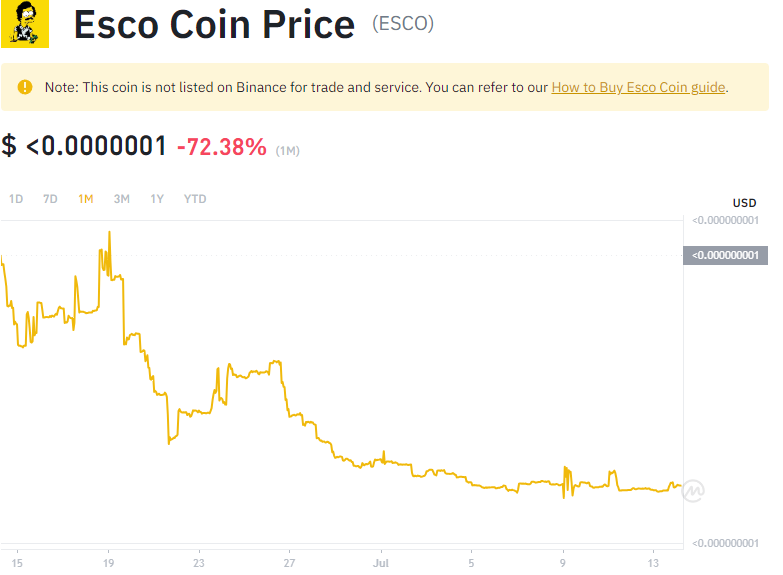 Esco Coin Price (ESCO)
Note: This coin is not listed on Binance for trade and service. You can refer to our How to Buy Esco Coin guide.
$ <0.0000001 -72.38% (1M)
1D 7D 1M 3M 1Y YTD
USD
<0.000000001
<0.000000001
<0.000000001
15 19 23 27 Jul 5 9 13